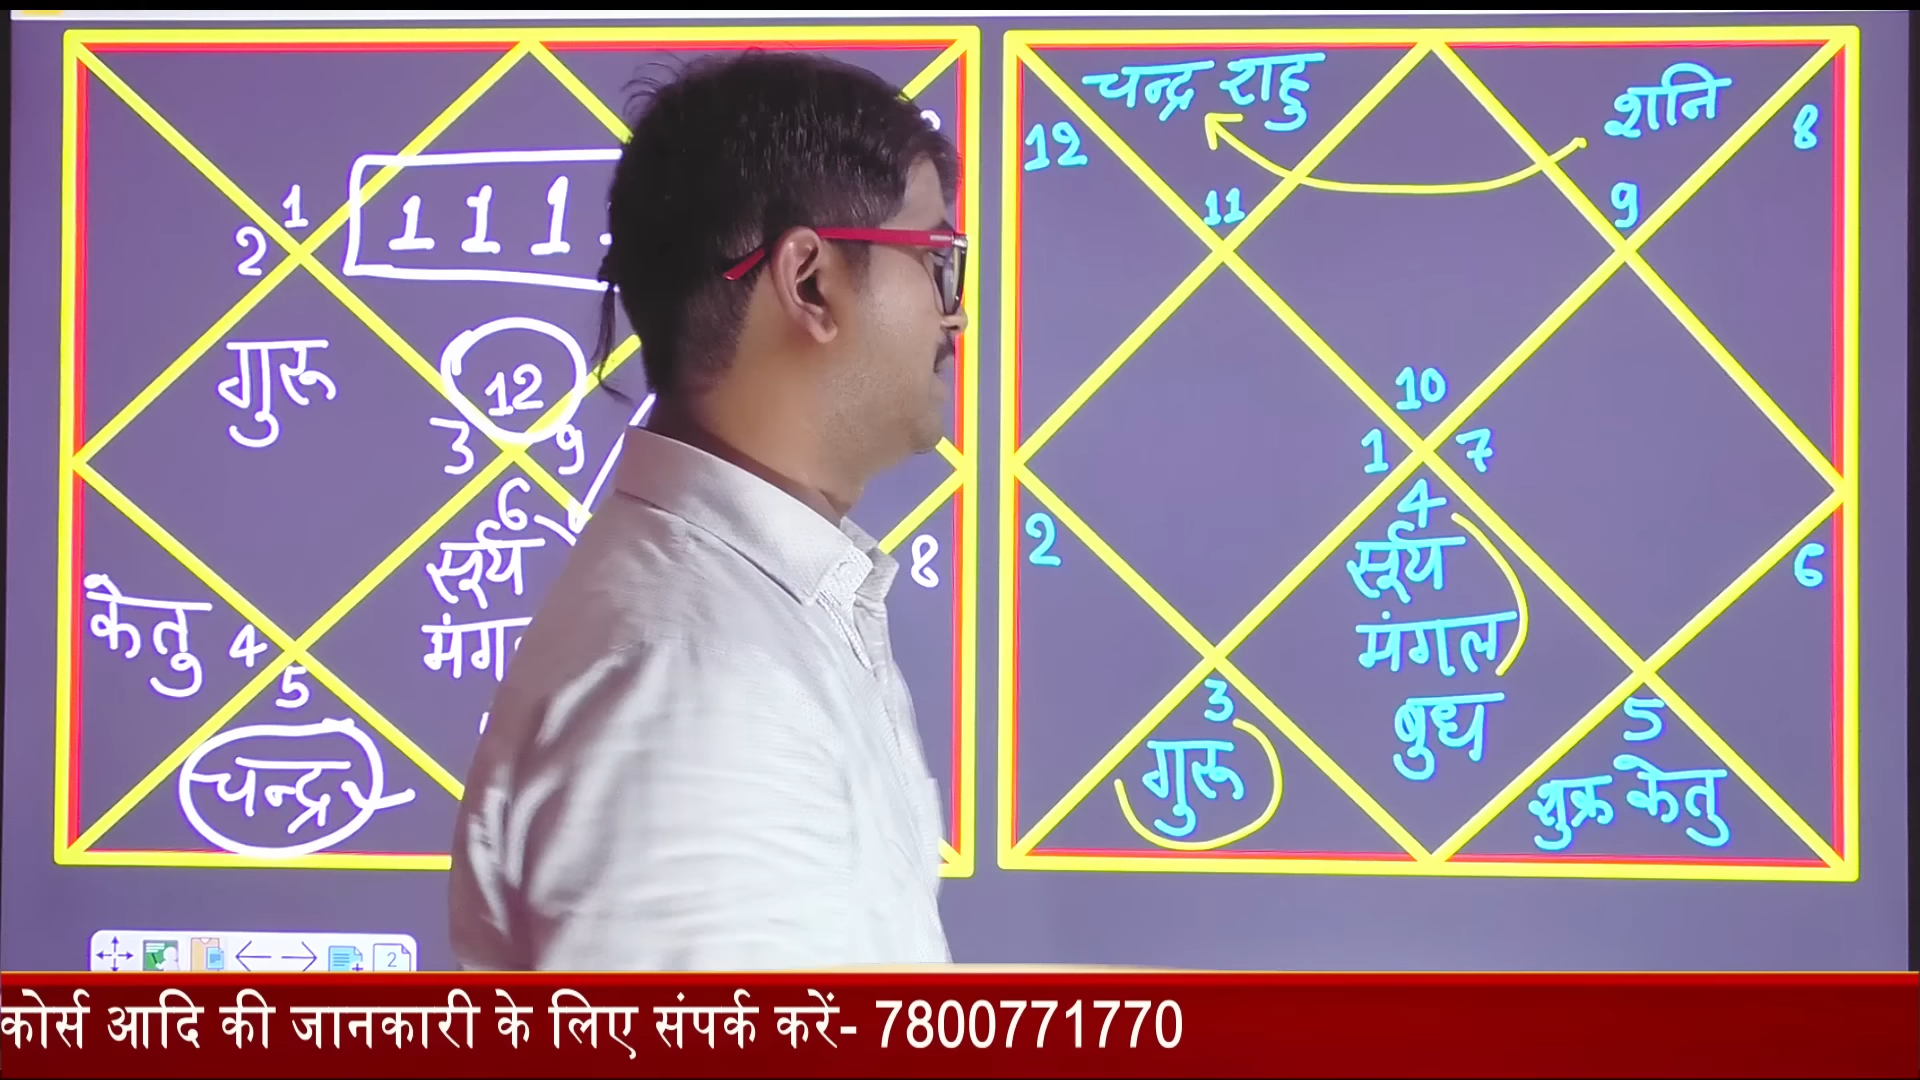 1
2
1 1 1
गुरू
12
3
9
6
सूर्य
केतु 4
5
चन्द्र
8
चन्द्र राहु
12
11
शनि
8
9
10
1 7
4
सूर्य
मंगल
बुध
2
6
3
गुरू
5
शुक्र केतु
2
कोर्स आदि की जानकारी के लिए संपर्क करें- 7800771770